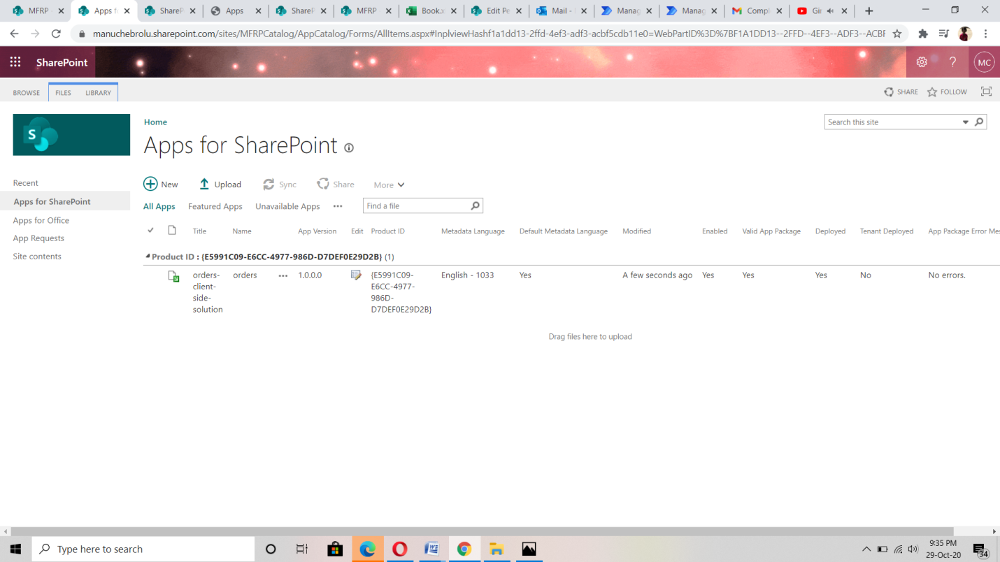 MFRP
Apps f
ShareP
Apps
ShareP
MFRP
Book.x
Edit Pe
Mail -
Manag
Manag
Compl
Gir
manuchebrolu.sharepoint.com/sites/MFRPCatalog/AppCatalog/Forms/AllItems.aspx#InplviewHashf1a1dd13-2ffd-4ef3-adf3-acbf5cdb11e0=WebPartID%3D%7BF1A1DD13--2FFD--4EF3--ADF3--ACBF
SharePoint
? MC
BROWSE FILES LIBRARY
SHARE FOLLOW
S
Home
Search this site
Apps for SharePoint
Recent
Apps for SharePoint
Apps for Office
App Requests
Site contents
New Upload Sync Share More
All Apps Featured Apps Unavailable Apps ••• Find a file
Title Name App Version Edit Product ID Metadata Language Default Metadata Language Modified Enabled Valid App Package Deployed Tenant Deployed App Package Error Mes
Product ID : {E5991C09-E6CC-4977-986D-D7DEF0E29D2B} (1)
orders- orders ••• 1.0.0.0 {E5991C09- English - 1033 Yes A few seconds ago Yes Yes Yes No No errors.
client- E6CC-4977-
side- 986D-
solution D7DEF0E29D2B}
Drag files here to upload
Type here to search
9:35 PM
29-Oct-20
34